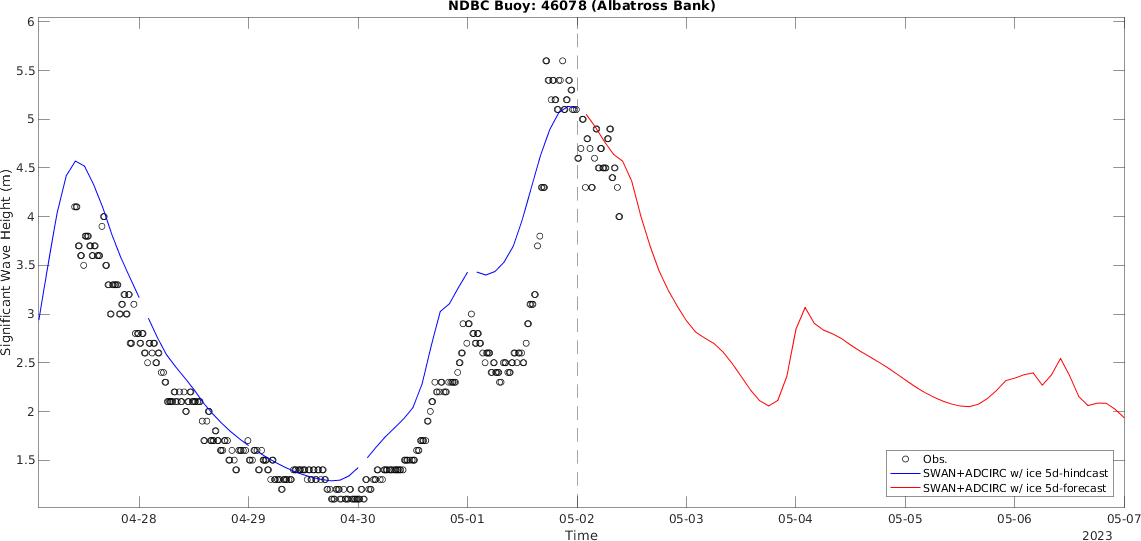 NDBC Buoy: 46078 (Albatross Bank)
6
5.5
5
4.5
4
3.5
3
2.5
2
1.5
Significant Wave Height (m)
Obs.
SWAN+ADCIRC w/ ice 5d-hindcast
SWAN+ADCIRC w/ ice 5d-forecast
04-28 04-29 04-30 05-01 05-02 05-03 05-04 05-05 05-06 05-07
Time
2023